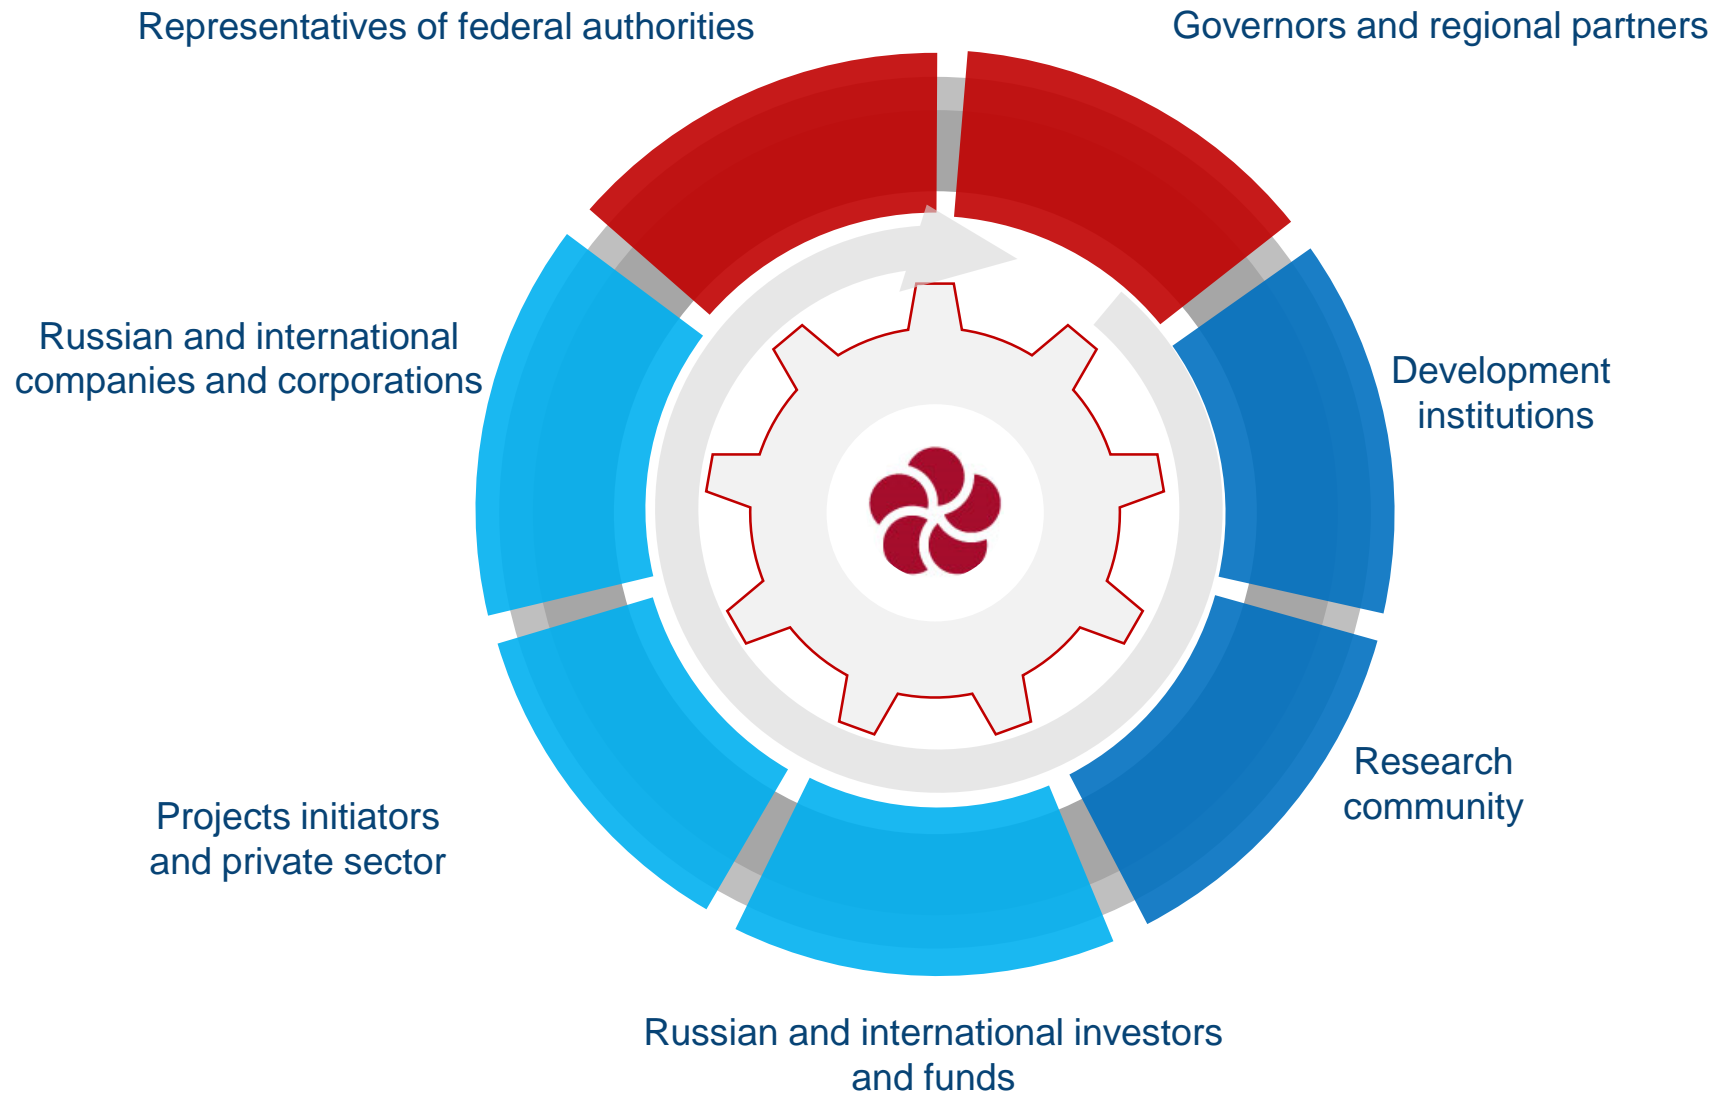 Representatives of federal authorities
Governors and regional partners
Russian and international
companies and corporations
Development
institutions
Research
community
Projects initiators
and private sector
Russian and international investors
and funds